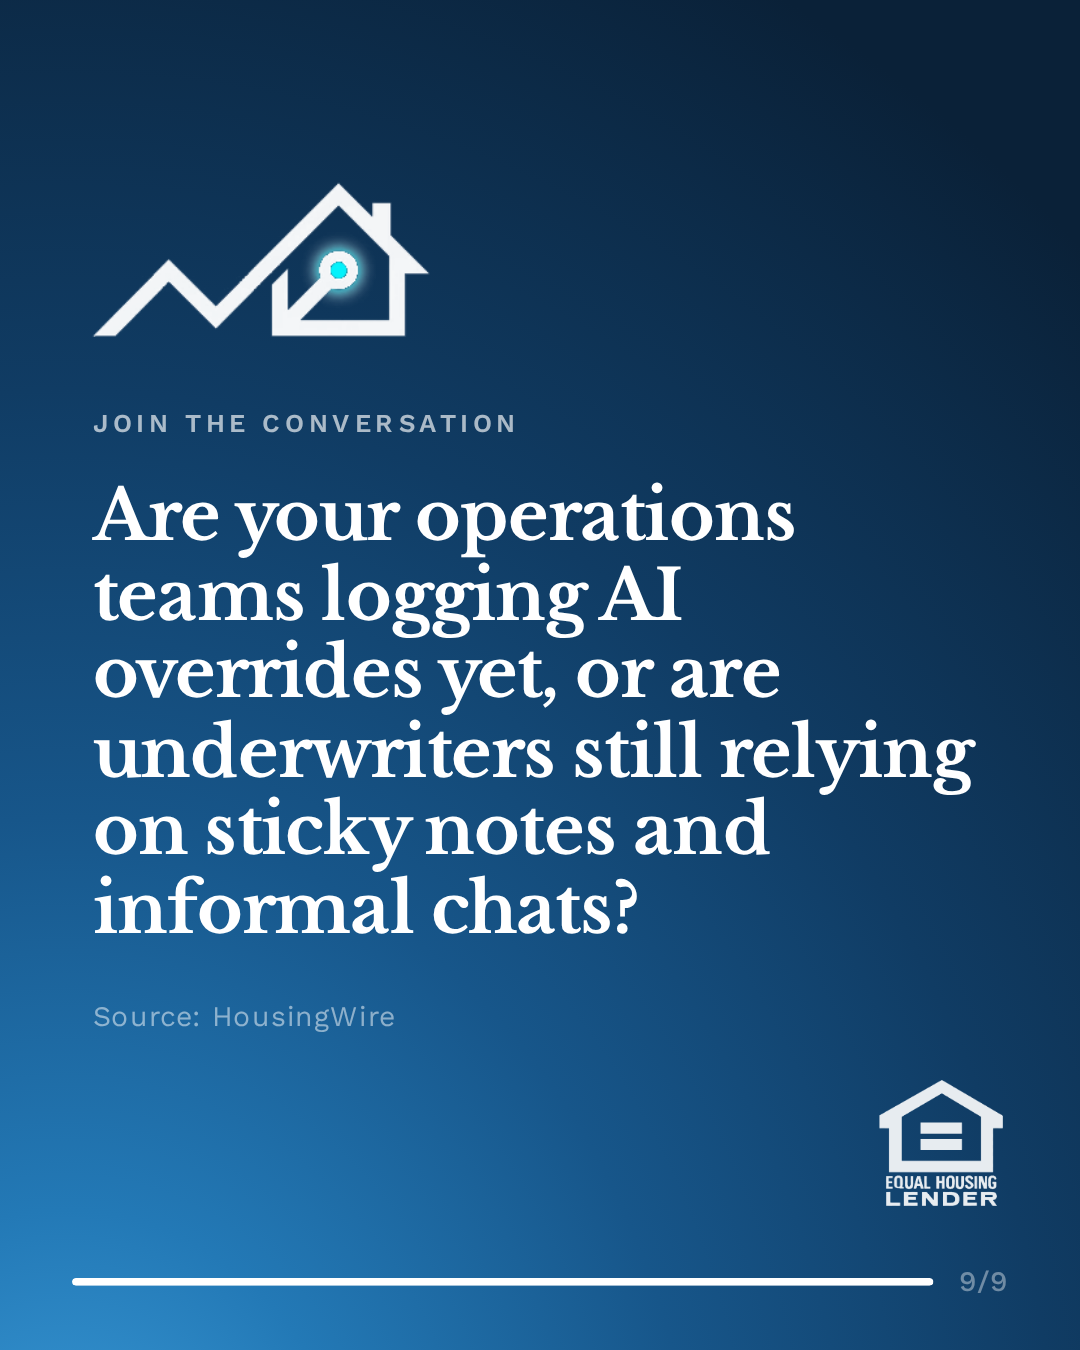 JOIN THE CONVERSATION
Are your operations
teams logging AI
overrides yet, or are
underwriters still relying
on sticky notes and
informal chats?
Source: HousingWire
EQUAL HOUSING
LENDER
9/9